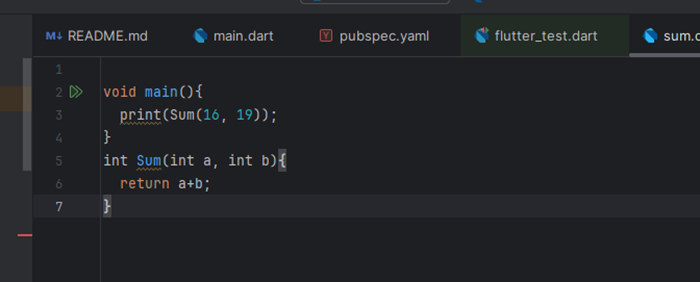 README.md main.dart pubspec.yaml flutter_test.dart sum.
1
2 void main(){
3 print(Sum(16, 19));
4 }
5 int Sum(int a, int b){
6 return a+b;
7 }